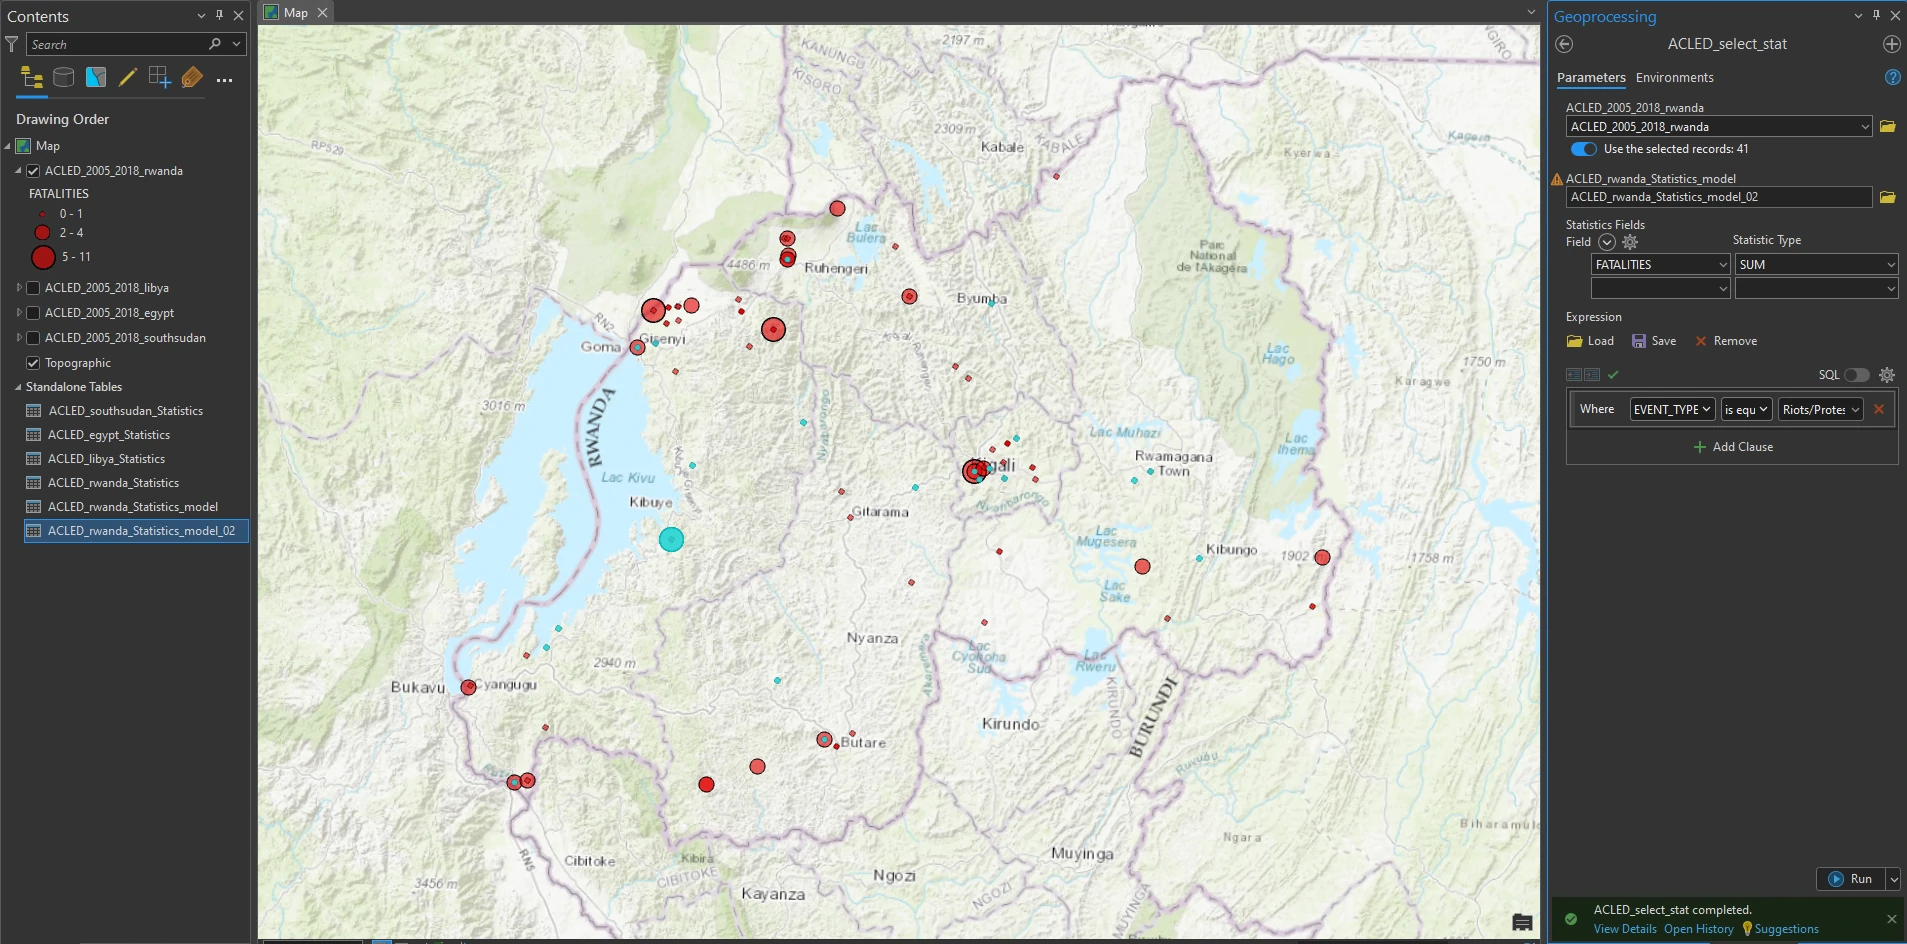 Contents
Search
Drawing Order
Map
ACLED_2005_2018_rwanda
FATALITIES
0 - 1
2 - 4
5 - 11
ACLED_2005_2018_libya
ACLED_2005_2018_egypt
ACLED_2005_2018_southsudan
Topographic
Standalone Tables
ACLED_southsudan_Statistics
ACLED_egypt_Statistics
ACLED_libya_Statistics
ACLED_rwanda_Statistics
ACLED_rwanda_Statistics_model
ACLED_rwanda_Statistics_model_02
Map
2197 m
KANUNGU
KISORO
RP529
2309 m
Kabale
KABALE
Kagera
Kyerwa
Lac
Bulera
Parc
National
de l'Akagera
4486 m
Ruhengeri
Byumba
RN2
Goma
Gisenyi
Lac
Hago
1750 m
Karagwe
3016 m
RWANDA
Nyabarongo
Lac Muhazi
Lac
Ihema
Kigali
Rwamagana
Town
Lac Kivu
Kibuye
Nyabarongo
Gitarama
Lac
Mugesera
Kibungo
1902
1758 m
Lac
Sake
Nyanza
Akanyaru
Lac
Cyohoha
Sud
Lac
Rweru
2940 m
Bukavu
Cyangugu
KIRUNDO
BURUNDI
Kirundo
Butare
Ruvubu
Ngara
Biharamulo
RN5
Cibitoke
Kibira
CIBITOKE
Muyinga
3456 m
Kayanza
Ngozi
NGOZI
MUYINGA
Geoprocessing
ACLED_select_stat
Parameters Environments
ACLED_2005_2018_rwanda
ACLED_2005_2018_rwanda
Use the selected records: 41
ACLED_rwanda_Statistics_model
ACLED_rwanda_Statistics_model_02
Statistics Fields
Field Statistic Type
FATALITIES SUM
Expression
Load Save Remove
SQL
Where EVENT_TYPE is equ Riots/Protes
Add Clause
Run
ACLED_select_stat completed.
View Details Open History Suggestions